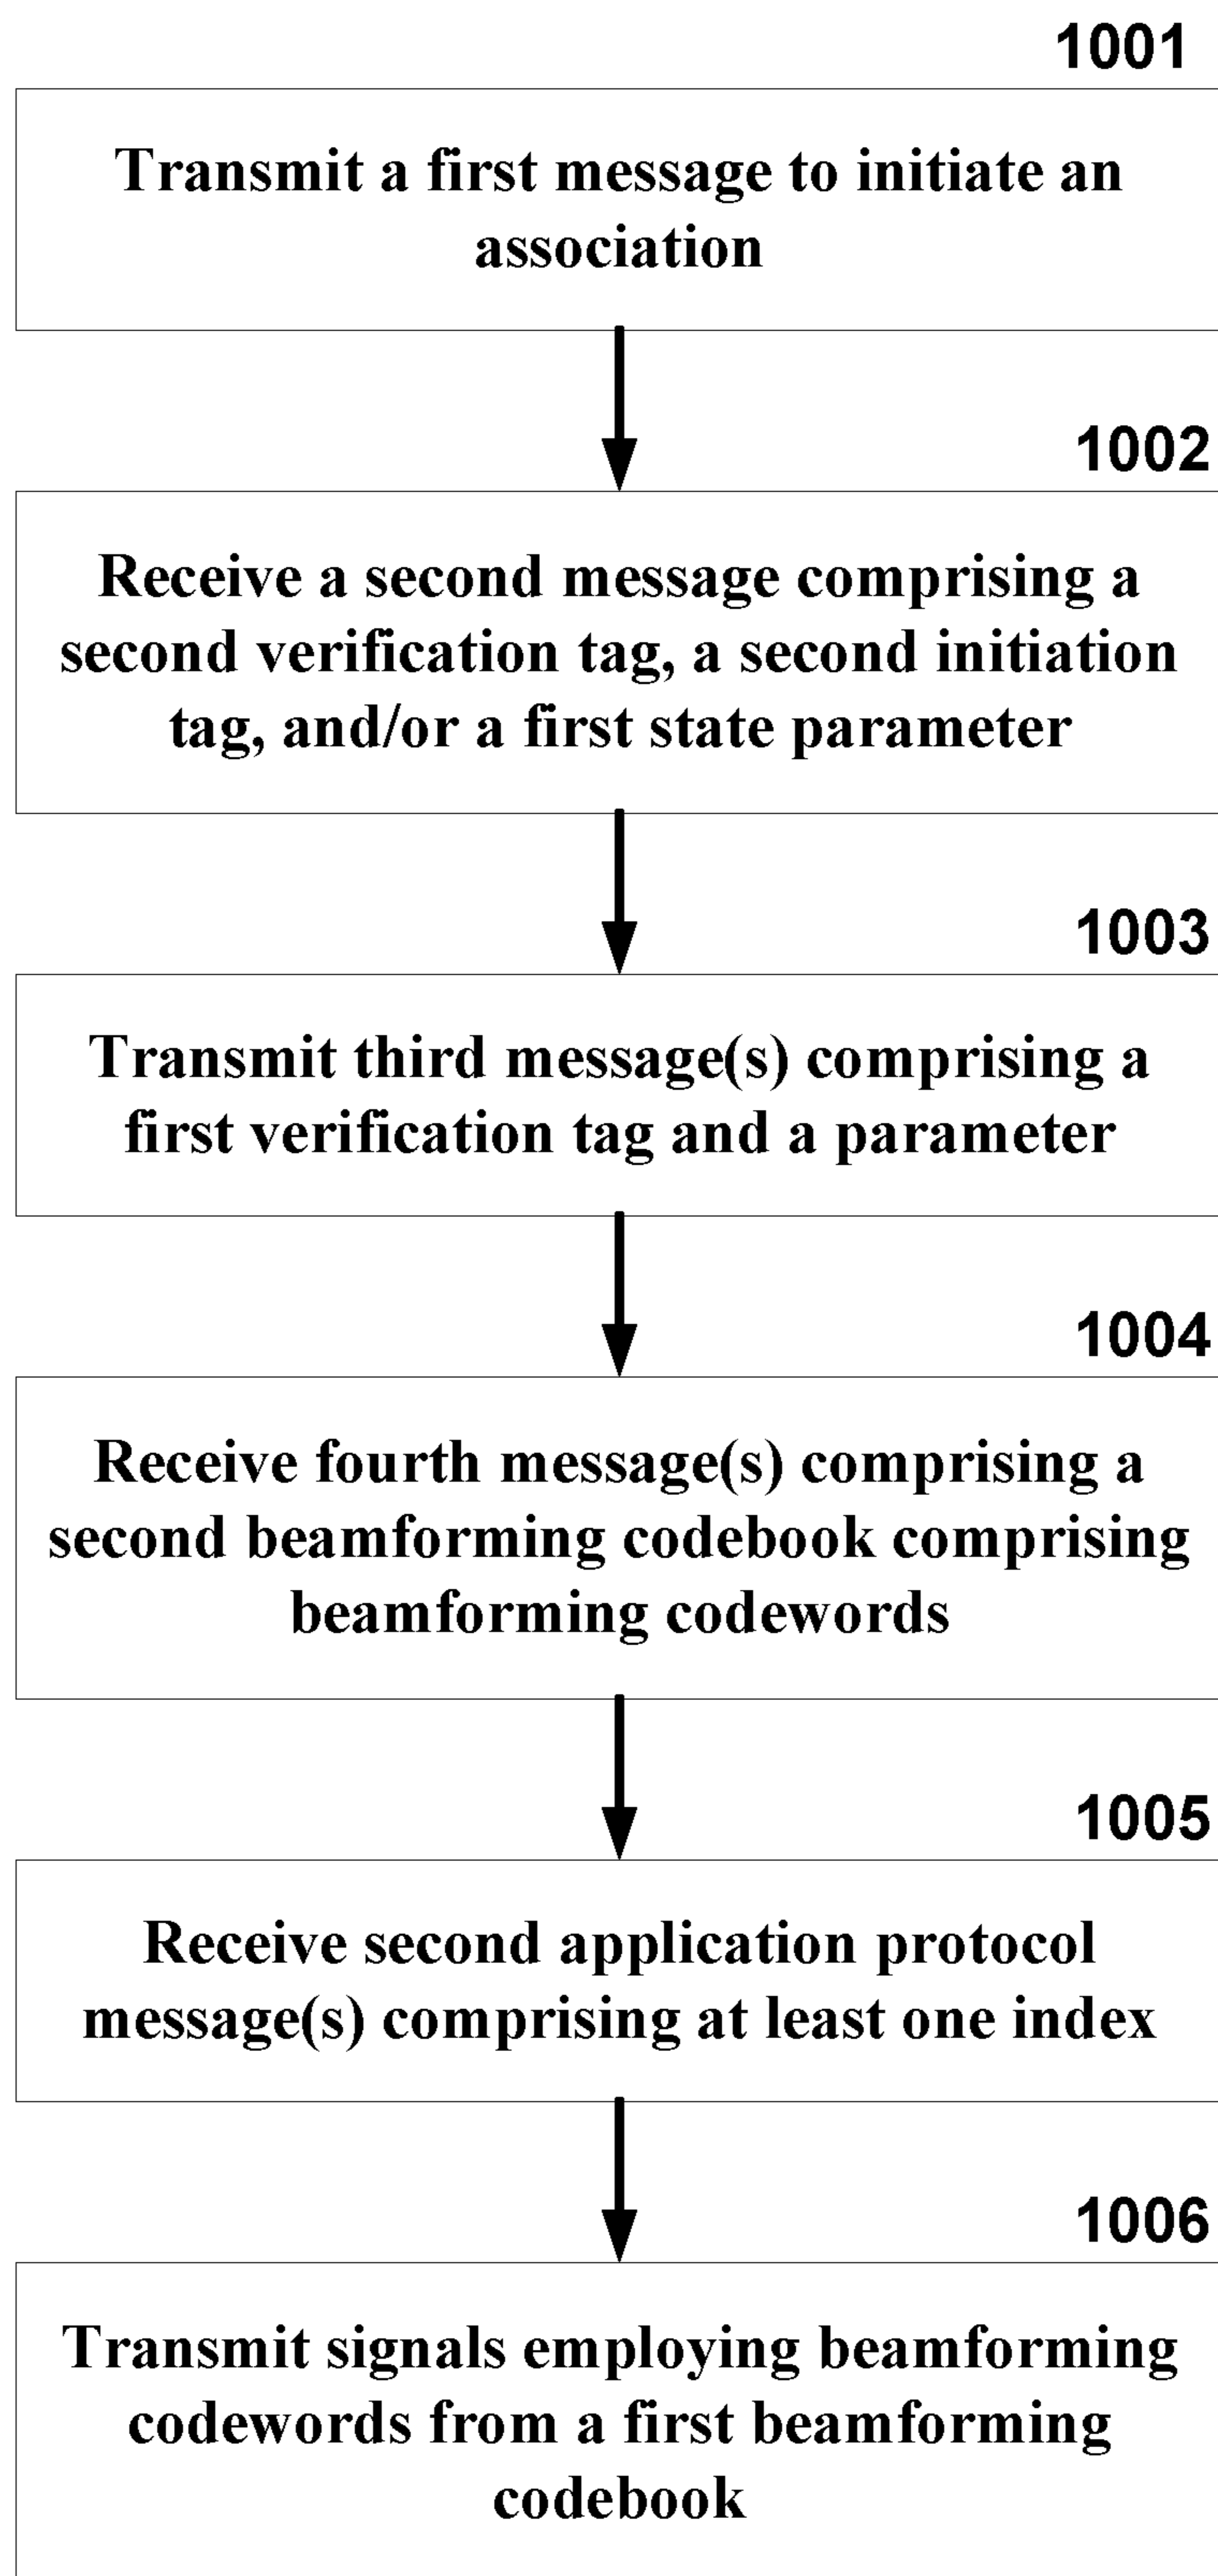 1001
Transmit a first message to initiate an
association
1002
Receive a second message comprising a
second verification tag, a second initiation
tag, and/or a first state parameter
1003
Transmit third message(s) comprising a
first verification tag and a parameter
1004
Receive fourth message(s) comprising a
second beamforming codebook comprising
beamforming codewords
1005
Receive second application protocol
message(s) comprising at least one index
1006
Transmit signals employing beamforming
codewords from a first beamforming
codebook